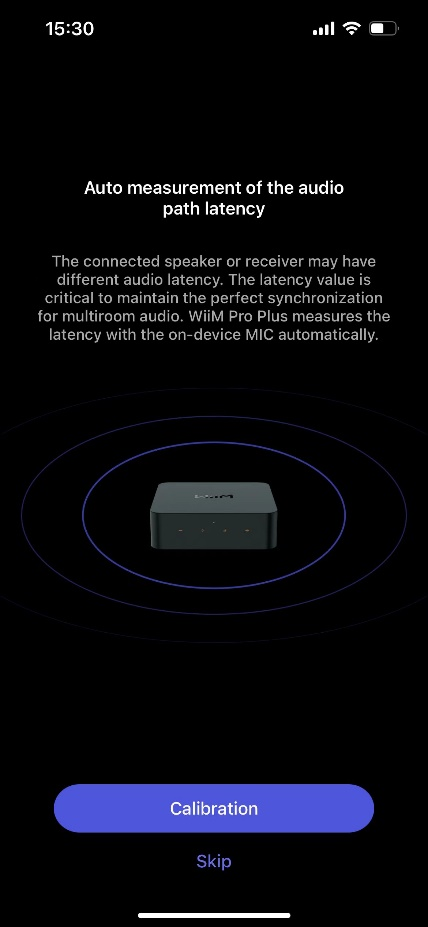 15:30
Auto measurement of the audio
path latency
The connected speaker or receiver may have
different audio latency. The latency value is
critical to maintain the perfect synchronization
for multiroom audio. WiiM Pro Plus measures the
latency with the on-device MIC automatically.
WiiM
Calibration
Skip